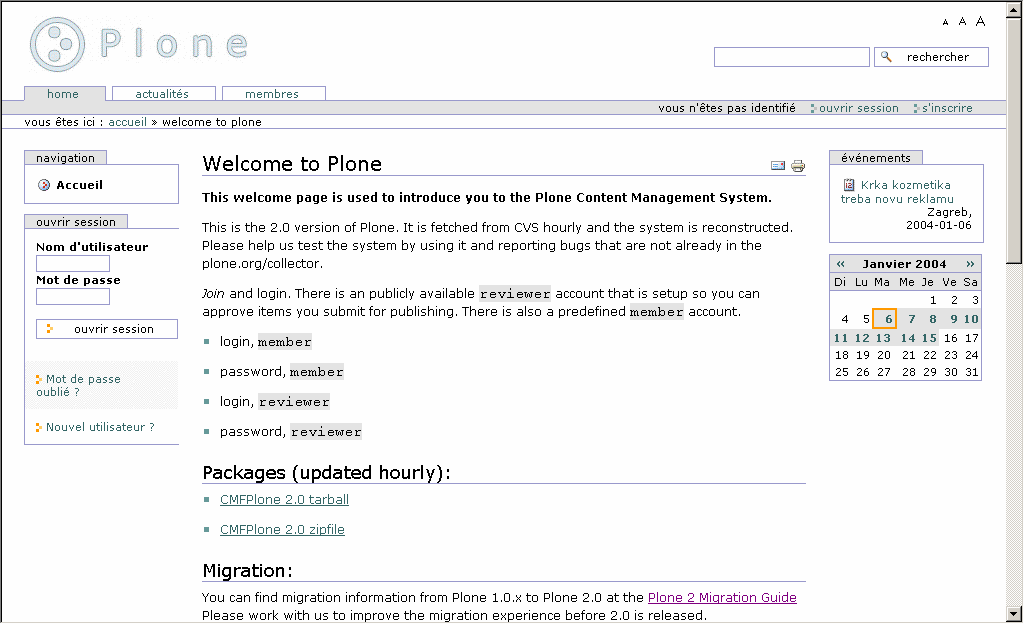 Plone
A A A
rechercher
home actualités membres
vous n'êtes pas identifié ouvrir session s'inscrire
vous êtes ici : accueil » welcome to plone
navigation
Accueil
ouvrir session
Nom d'utilisateur
Mot de passe
ouvrir session
Mot de passe
oublié ?
Nouvel utilisateur ?
Welcome to Plone
This welcome page is used to introduce you to the Plone Content Management System.
This is the 2.0 version of Plone. It is fetched from CVS hourly and the system is reconstructed.
Please help us test the system by using it and reporting bugs that are not already in the
plone.org/collector.
Join and login. There is an publicly available reviewer account that is setup so you can
approve items you submit for publishing. There is also a predefined member account.
login, member
password, member
login, reviewer
password, reviewer
Packages (updated hourly):
CMFPlone 2.0 tarball
CMFPlone 2.0 zipfile
Migration:
You can find migration information from Plone 1.0.x to Plone 2.0 at the Plone 2 Migration Guide
Please work with us to improve the migration experience before 2.0 is released.
événements
Krka kozmetika
treba novu reklamu
Zagreb,
2004-01-06
« Janvier 2004 »
Di Lu Ma Me Je Ve Sa
1 2 3
4 5 6 7 8 9 10
11 12 13 14 15 16 17
18 19 20 21 22 23 24
25 26 27 28 29 30 31